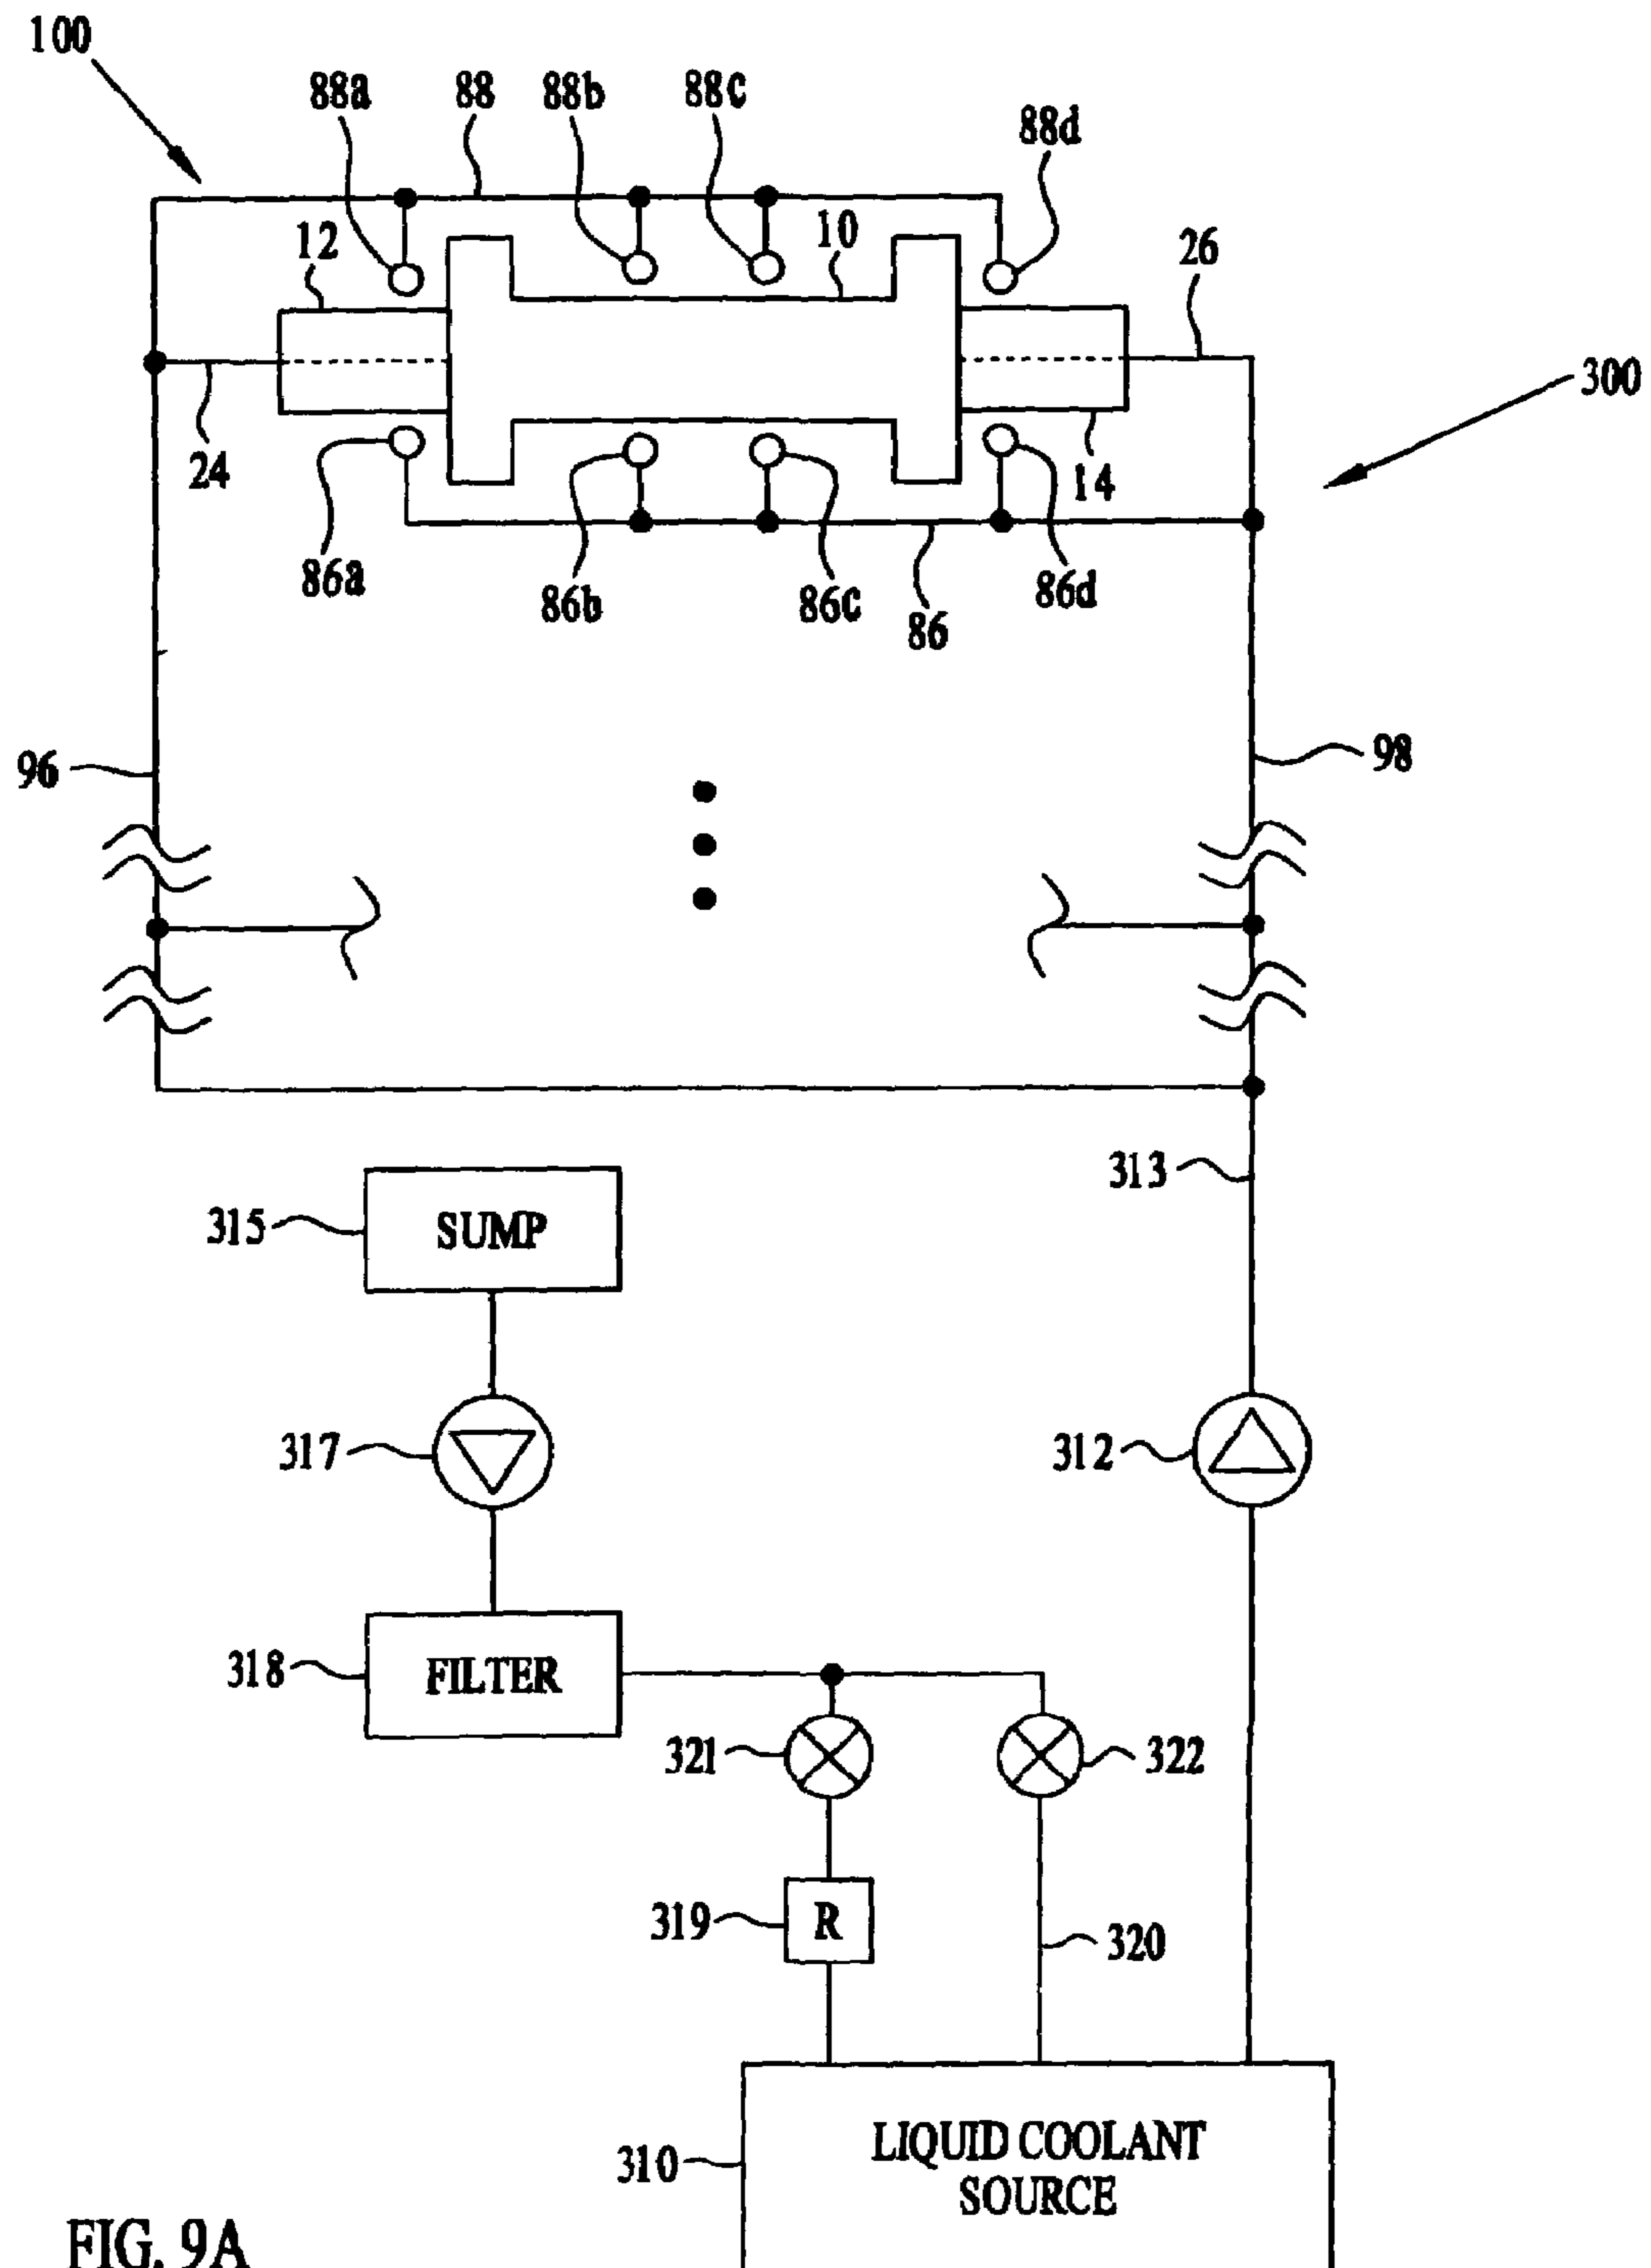 100
88a 88 88b 88c 88d
12 10 26
300
24 14
86a 86b 86c 86 86d
96 98
313
315 SUMP
317 312
318 FILTER
321 322
319 R 320
310 LIQUID COOLANT
SOURCE
FIG. 9A